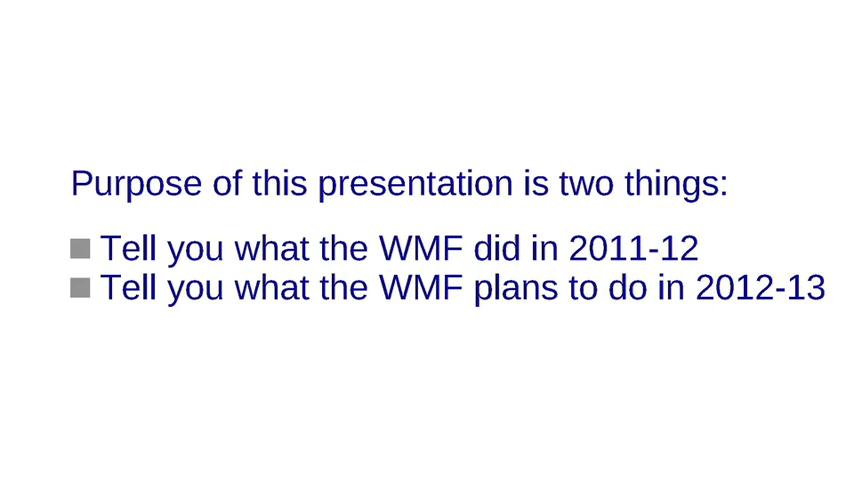 Purpose of this presentation is two things:
Tell you what the WMF did in 2011-12
Tell you what the WMF plans to do in 2012-13